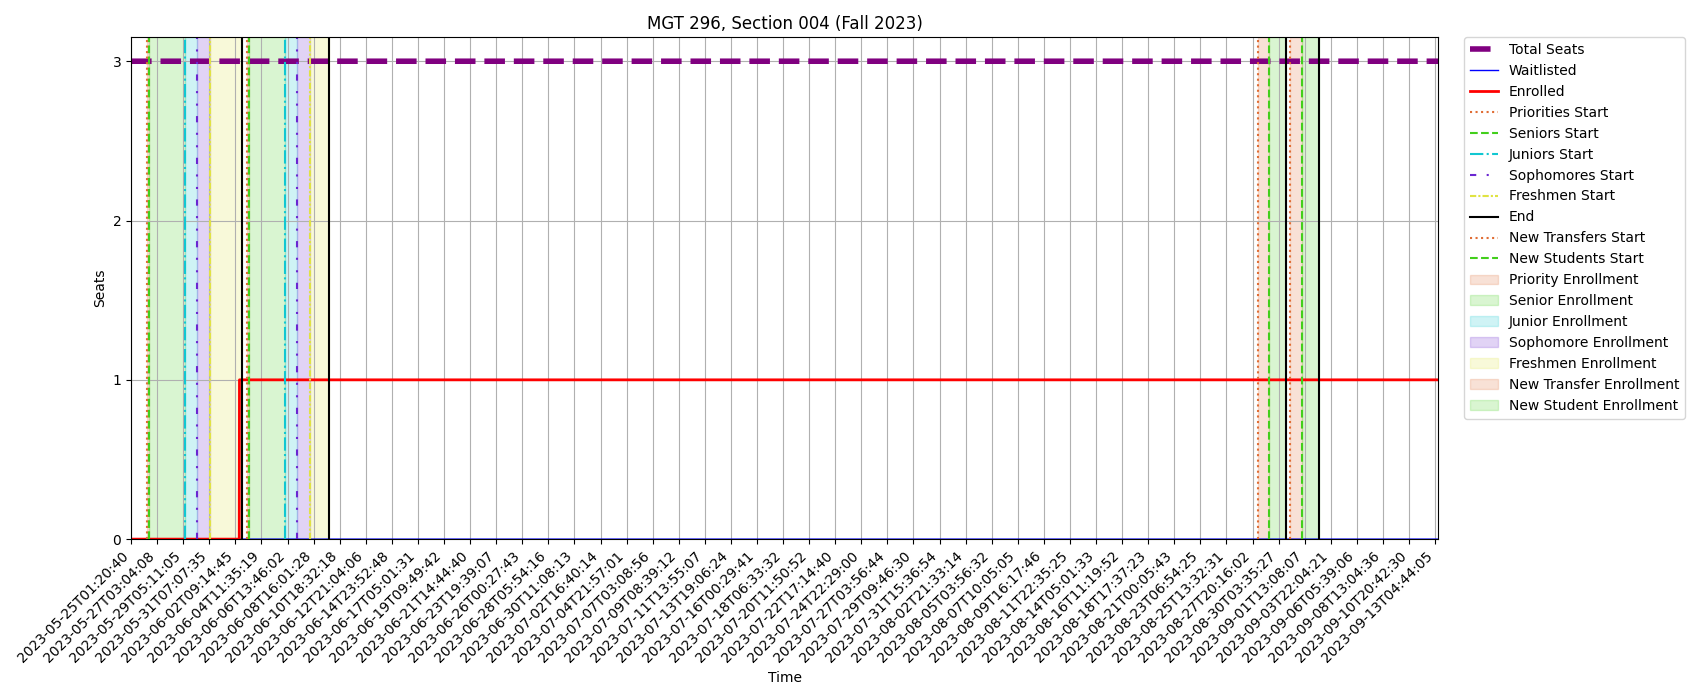 MGT 296, Section 004 (Fall 2023)
Seats
3
2
1
0
2023-05-25T01:20:40
2023-05-27T03:04:08
2023-05-29T05:11:05
2023-05-31T07:07:35
2023-06-02T09:14:45
2023-06-04T11:35:19
2023-06-06T13:46:02
2023-06-08T16:01:28
2023-06-10T18:32:18
2023-06-12T21:04:06
2023-06-14T23:52:48
2023-06-17T05:01:31
2023-06-19T09:49:42
2023-06-21T14:44:40
2023-06-23T19:39:07
2023-06-26T00:27:43
2023-06-28T05:54:16
2023-06-30T11:08:13
2023-07-02T16:40:14
2023-07-04T21:57:01
2023-07-07T03:08:56
2023-07-09T08:39:12
2023-07-11T13:55:07
2023-07-13T19:06:24
2023-07-16T00:29:41
2023-07-18T06:33:32
2023-07-20T11:50:52
2023-07-22T17:14:40
2023-07-24T22:29:00
2023-07-27T03:56:44
2023-07-29T09:46:30
2023-07-31T15:36:54
2023-08-02T21:33:14
2023-08-05T03:56:32
2023-08-07T10:05:05
2023-08-09T16:17:46
2023-08-11T22:35:25
2023-08-14T05:01:33
2023-08-16T11:19:52
2023-08-18T17:37:23
2023-08-21T00:05:43
2023-08-23T06:54:25
2023-08-25T13:32:31
2023-08-27T20:16:02
2023-08-30T03:35:27
2023-09-01T13:08:07
2023-09-03T22:04:21
2023-09-06T05:39:06
2023-09-08T13:04:36
2023-09-10T20:42:30
2023-09-13T04:44:05
Time
Total Seats
Waitlisted
Enrolled
Priorities Start
Seniors Start
Juniors Start
Sophomores Start
Freshmen Start
End
New Transfers Start
New Students Start
Priority Enrollment
Senior Enrollment
Junior Enrollment
Sophomore Enrollment
Freshmen Enrollment
New Transfer Enrollment
New Student Enrollment